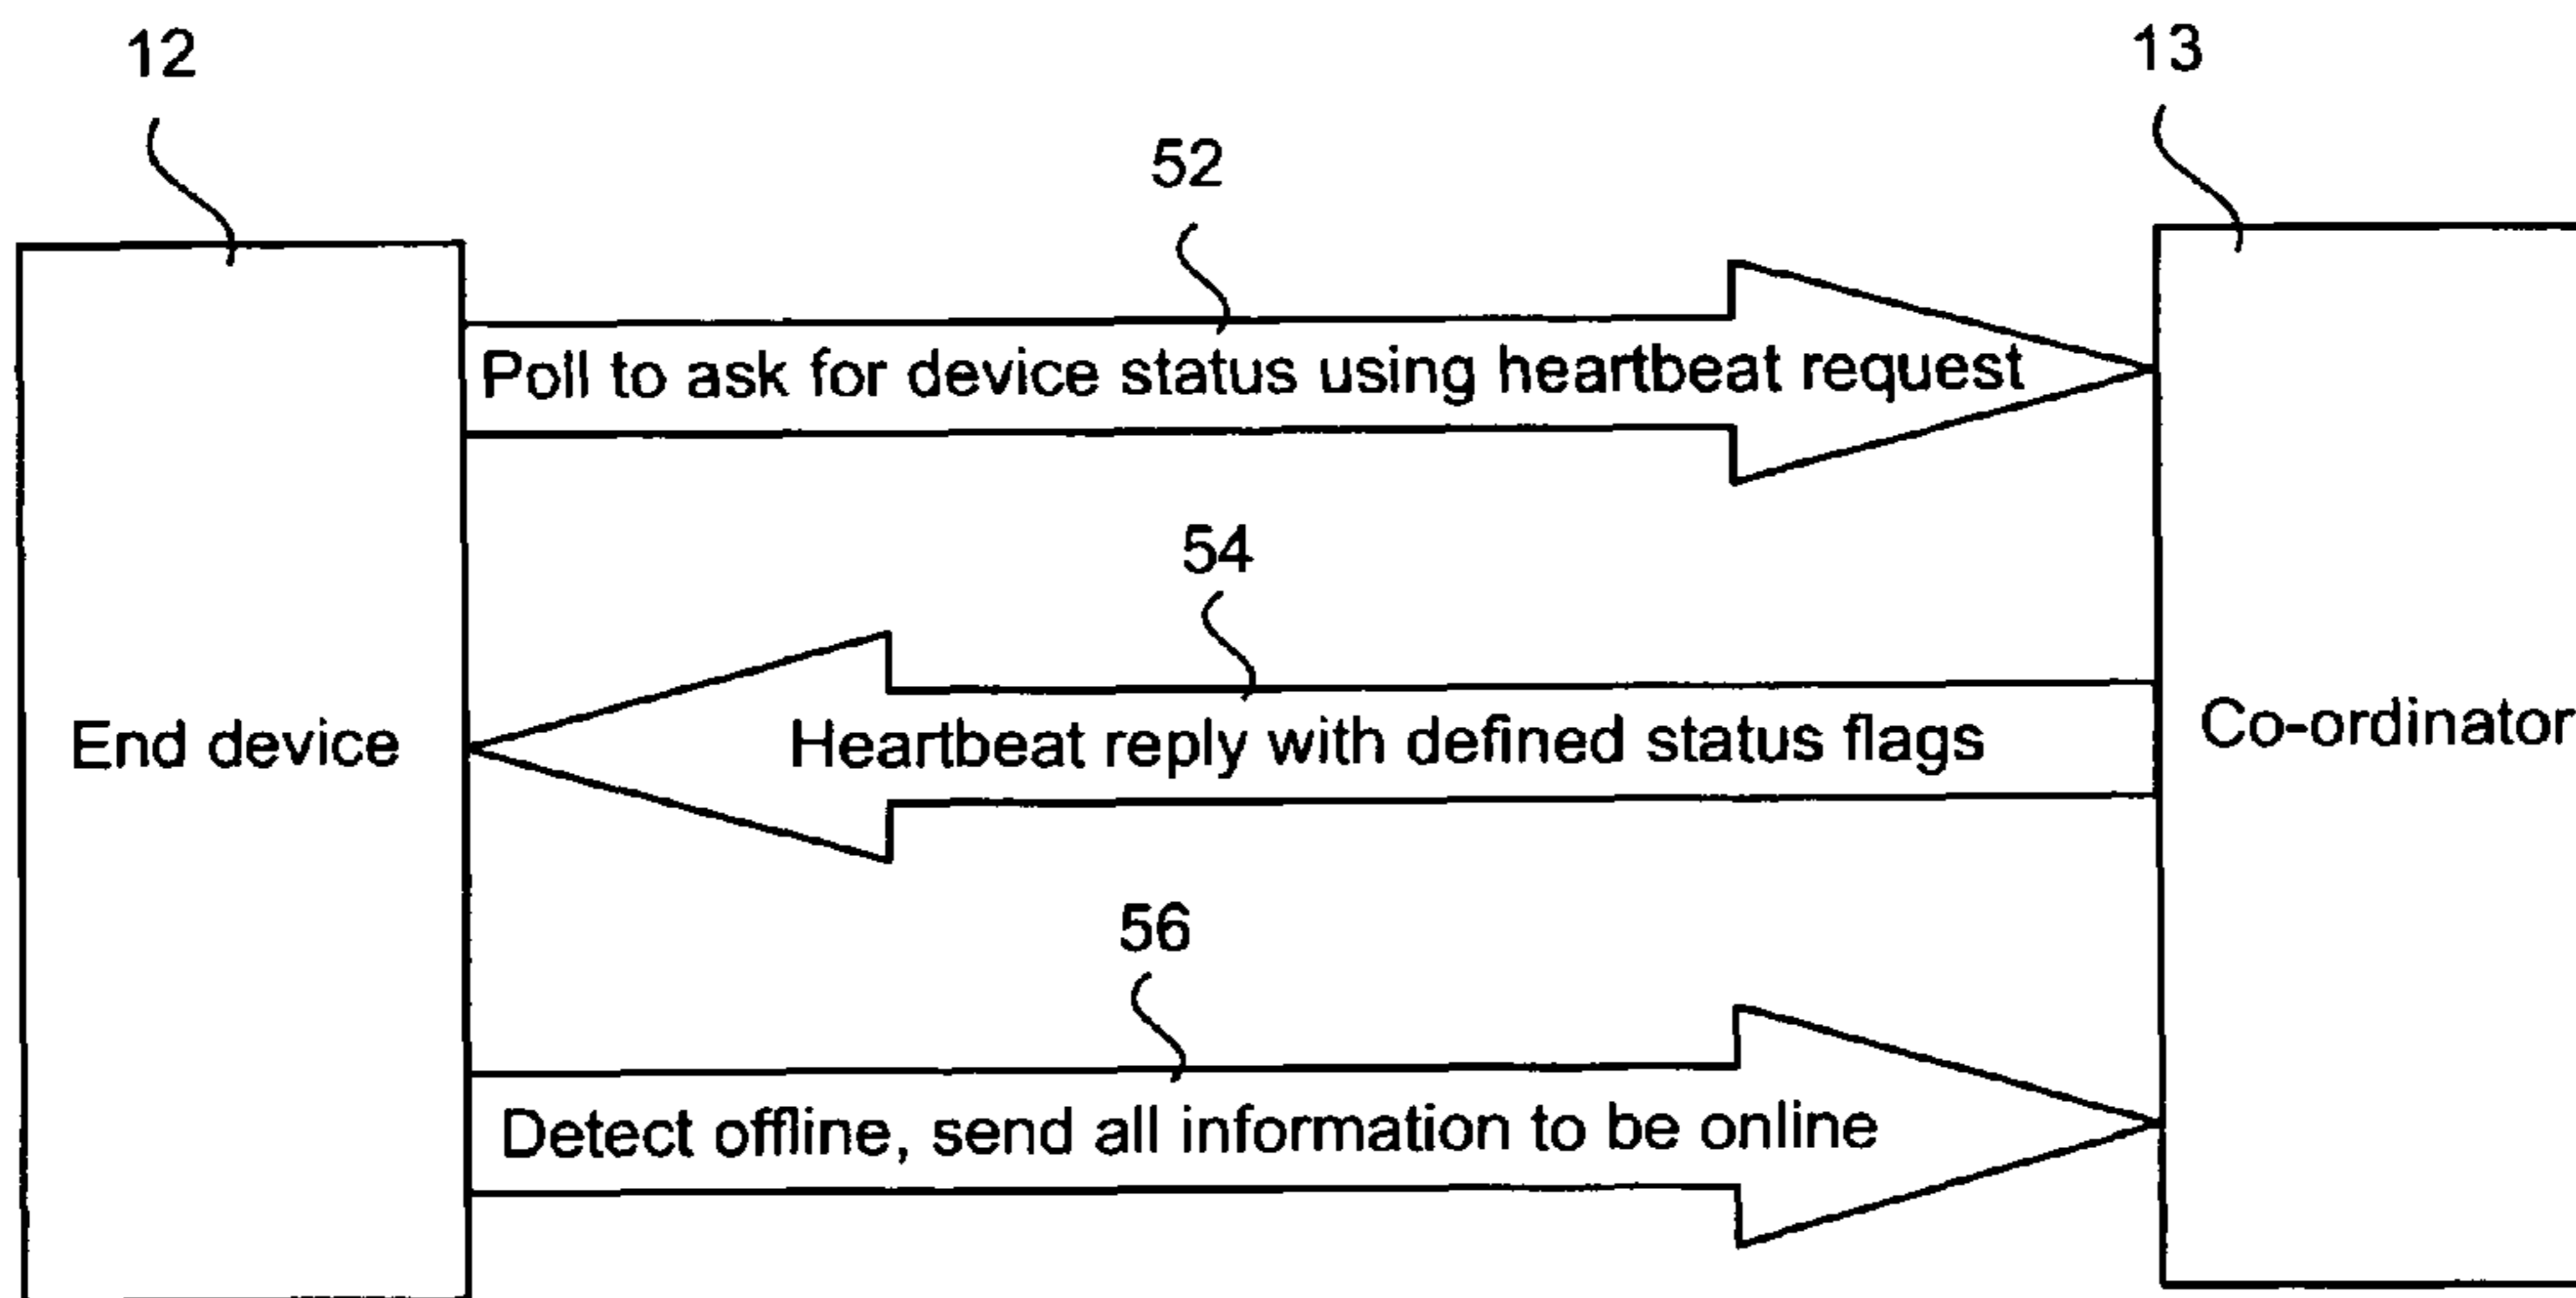 12
13
52
Poll to ask for device status using heartbeat request
54
End device
Heartbeat reply with defined status flags
Co-ordinator
56
Detect offline, send all information to be online